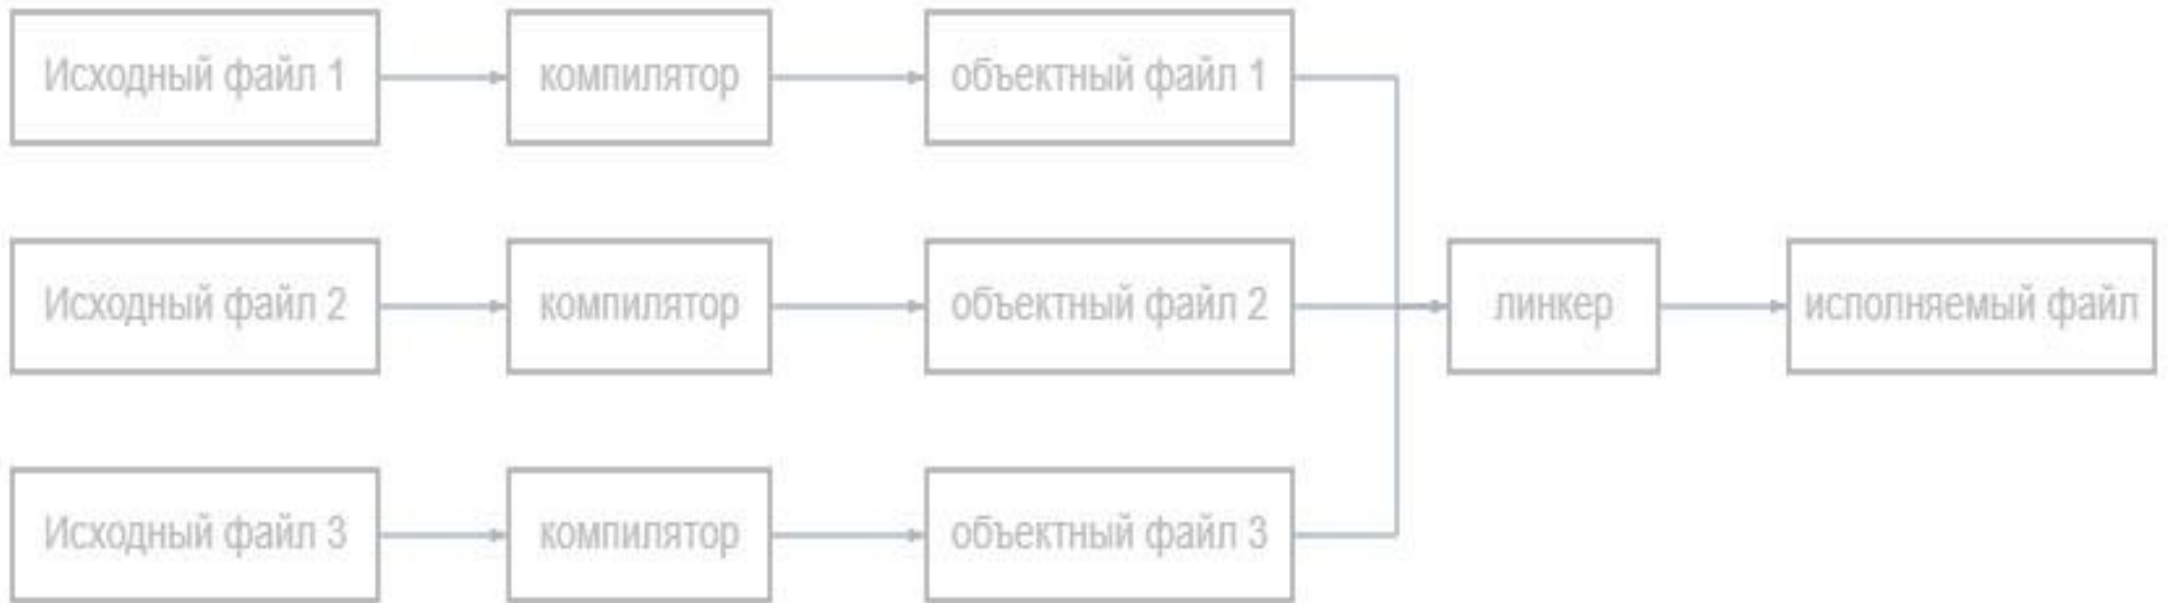 Исходный файл 1
компилятор
объектный файл 1
Исходный файл 2
компилятор
объектный файл 2
линкер
исполняемый файл
Исходный файл 3
компилятор
объектный файл 3